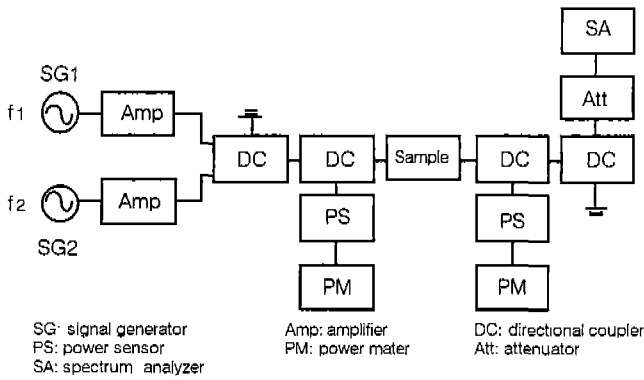 SA
SG1
f1
Amp
Att
DC
DC
Sample
DC
DC
f2
Amp
SG2
PS
PS
PM
PM
SG: signal generator
PS: power sensor
SA: spectrum analyzer
Amp: amplifier
PM: power mater
DC: directional coupler
Att: attenuator